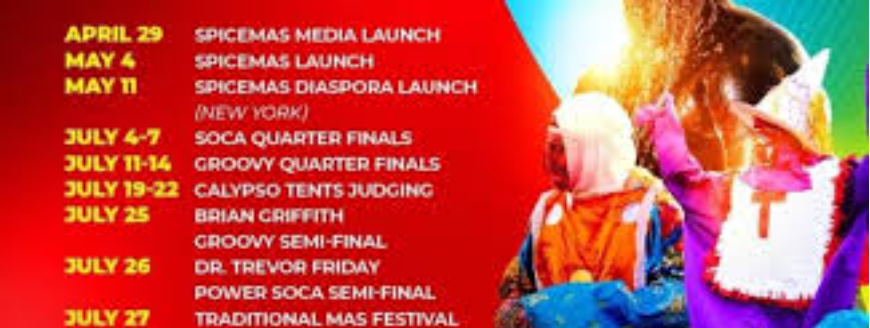 APRIL 29 SPICEMAS MEDIA LAUNCH
MAY 4 SPICEMAS LAUNCH
MAY 11 SPICEMAS DIASPORA LAUNCH
(NEW YORK)
JULY 4-7 SOCA QUARTER FINALS
JULY 11-14 GROOVY QUARTER FINALS
JULY 19-22 CALYPSO TENTS JUDGING
JULY 25 BRIAN GRIFFITH
GROOVY SEMI-FINAL
JULY 26 DR. TREVOR FRIDAY
POWER SOCA SEMI-FINAL
JULY 27 TRADITIONAL MAS FESTIVAL
T